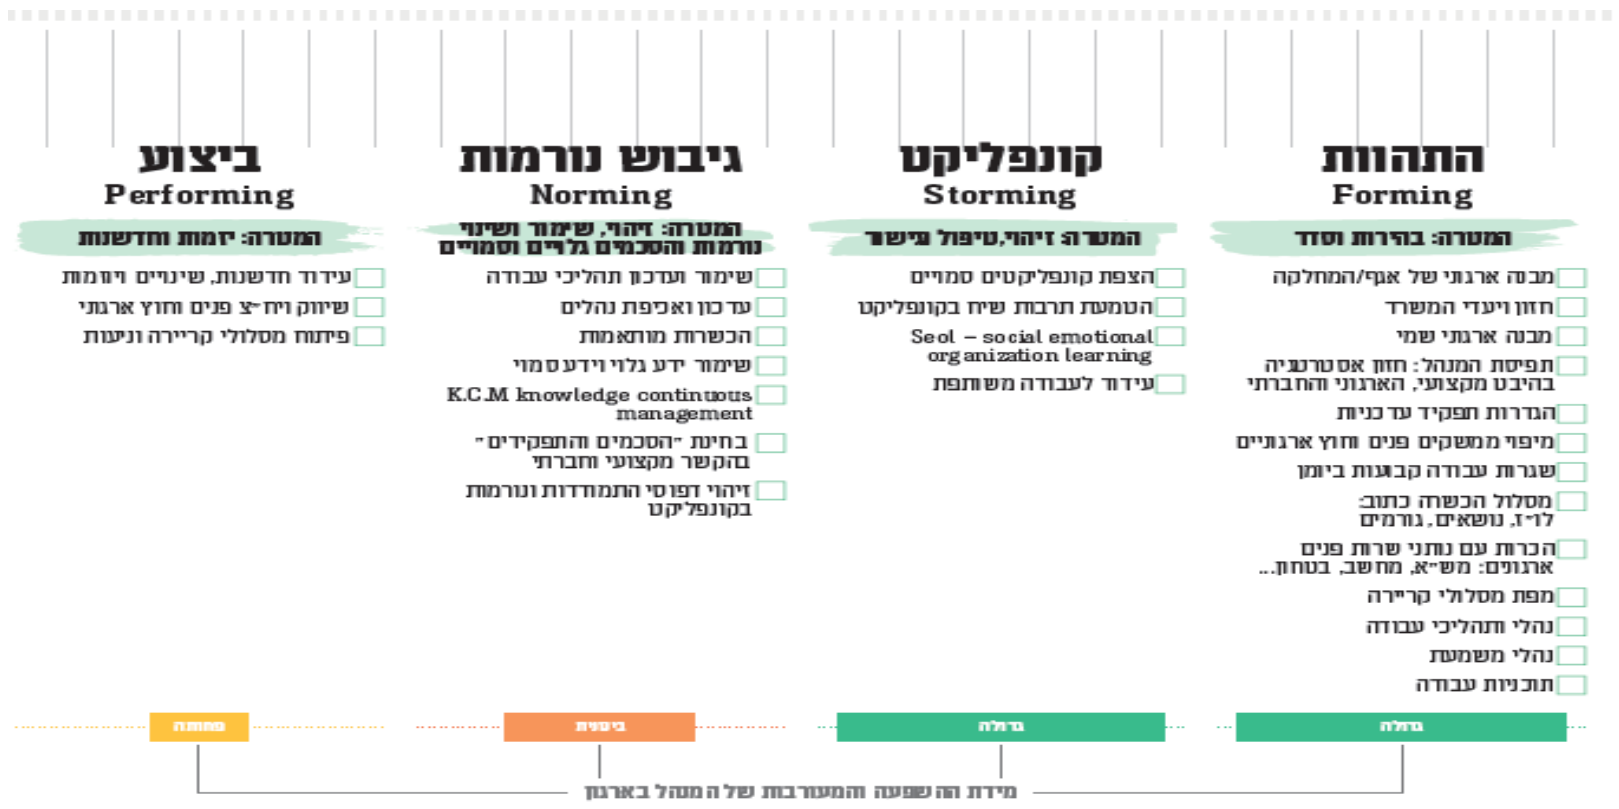 התהוות
Forming
המטרה: בהירות וסדר
מבנה ארגוני של אגף/המחלקה
חזון ויעדי המשרד
מבנה ארגוני שמי
תפיסת המנהל: חזון אסטרטגיה
בהיבט מקצועי, הארגוני והחברתי
הגדרות תפקיד עדכניות
מיפוי ממשקים פנים וחוץ ארגוניים
שגרות עבודה קבועות ביומן
מסלול הכשרה כתוב:
לו״ז, נושאים, גורמים
הכרות עם נותני שרות פנים
ארגונים: מש״א, מחשב, בטחון...
מפת מסלולי קריירה
נהלי ותהליכי עבודה
נהלי משמעת
תוכניות עבודה
גדולה
קונפליקט
Storming
המטרה: זיהוי, טיפול וגישור
הצפת קונפליקטים סמויים
הטמעת תרבות שיח בקונפליקט
Seol – social emotional
organization learning
עידוד לעבודה משותפת
גדולה
גיבוש נורמות
Norming
המטרה: זיהוי, שימור ושינוי
נורמות והסכמים גלויים וסמויים
שימור ועדכון תהליכי עבודה
עדכון ואכיפת נהלים
הכשרות מותאמות
שימור ידע גלוי וידע סמוי
K.C.M knowledge continuous
management
בחינת ״הסכמים והתפקידים״
בהקשר מקצועי וחברתי
זיהוי דפוסי התמודדות ונורמות
בקונפליקט
בינונית
ביצוע
Performing
המטרה: יזמות וחדשנות
עידוד חדשנות, שינויים ויוזמות
שיווק ויח״צ פנים וחוץ ארגוני
פיתוח מסלולי קריירה וניעות
פחותה
מידת ההשפעה והמעורבות של המנהל בארגון